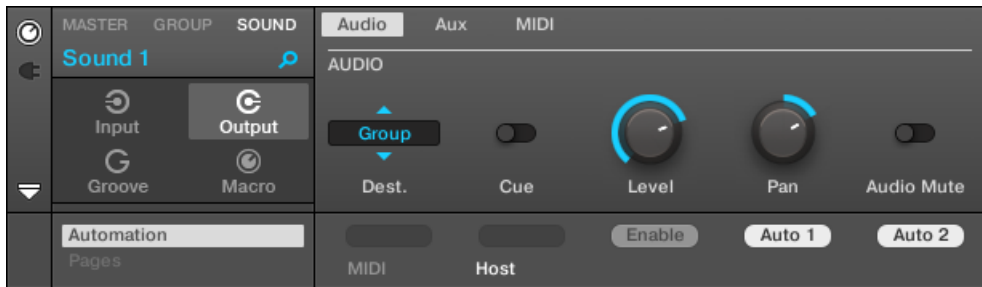 MASTER GROUP SOUND
Sound 1
Input Output
Groove Macro
Automation
Pages
Audio Aux MIDI
AUDIO
Group
Dest. Cue Level Pan Audio Mute
Enable Auto 1 Auto 2
MIDI Host